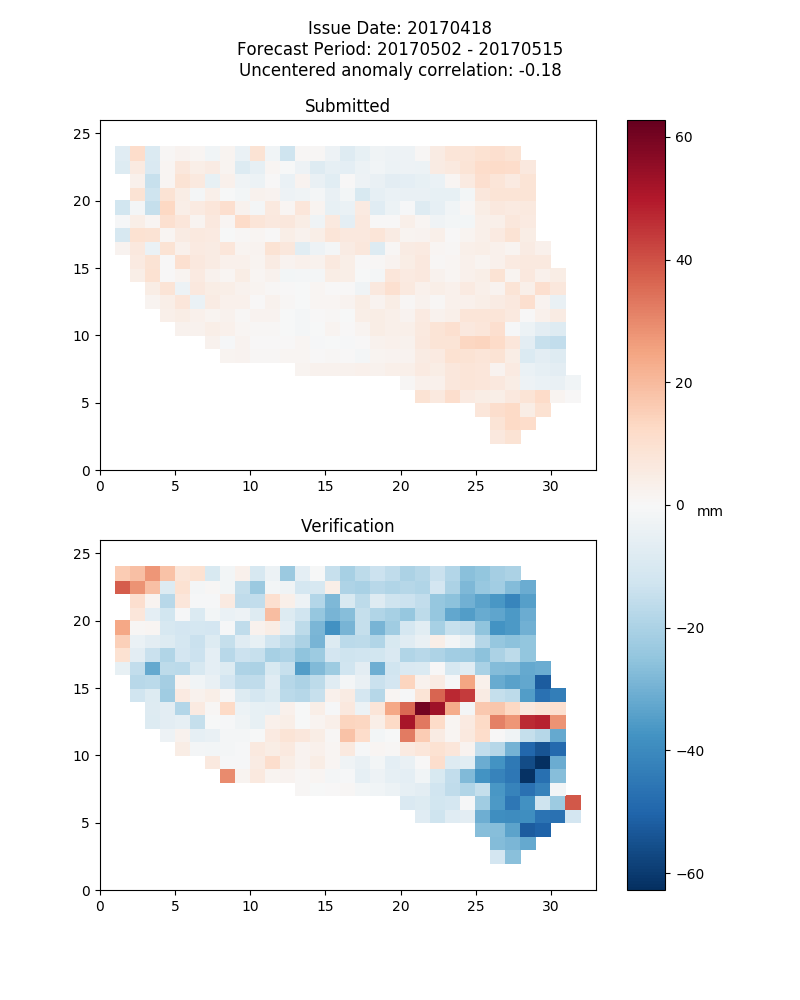 Issue Date: 20170418
Forecast Period: 20170502 - 20170515
Uncentered anomaly correlation: -0.18
Submitted
25
20
15
10
5
0
0 5 10 15 20 25 30
Verification
25
20
15
10
5
0
0 5 10 15 20 25 30
60
40
20
0
mm
−20
−40
−60